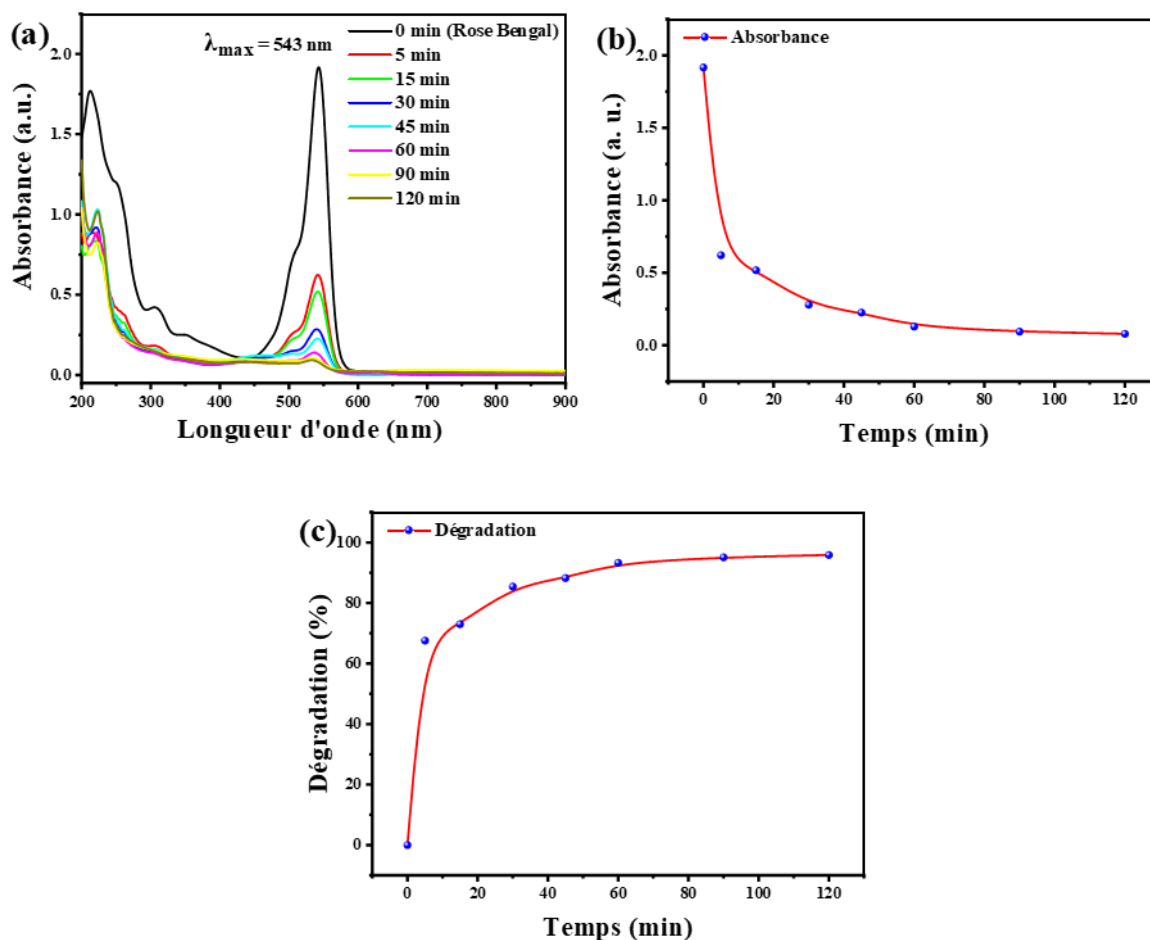 (a)
λmax = 543 nm
0 min (Rose Bengal)
5 min
15 min
30 min
45 min
60 min
90 min
120 min
Absorbance (a.u.)
2.0
1.5
1.0
0.5
0.0
200 300 400 500 600 700 800 900
Longueur d'onde (nm)
(b)
Absorbance
Absorbance (a. u.)
2.0
1.5
1.0
0.5
0.0
0 20 40 60 80 100 120
Temps (min)
(c)
Dégradation
Dégradation (%)
100
80
60
40
20
0
0 20 40 60 80 100 120
Temps (min)